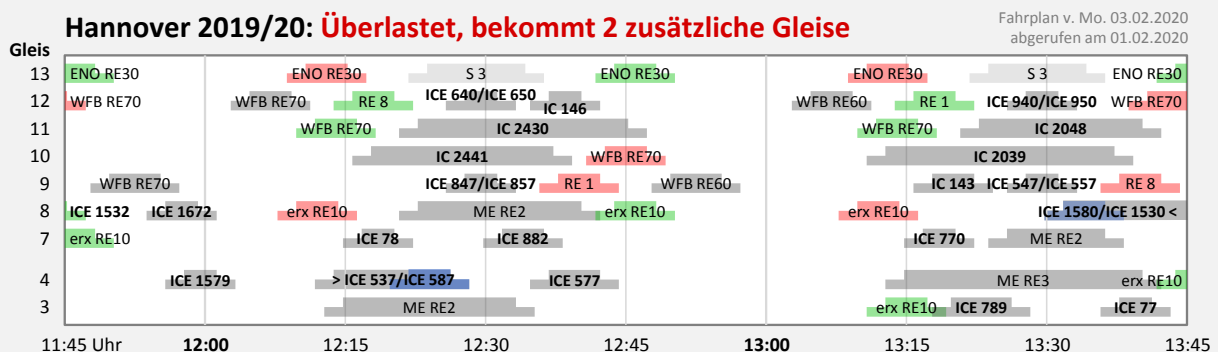 Hannover 2019/20: Überlastet, bekommt 2 zusätzliche Gleise
Fahrplan v. Mo. 03.02.2020
abgerufen am 01.02.2020
Gleis
13 ENO RE30 ENO RE30 S 3 ENO RE30 ENO RE30 S 3 ENO RE30
12 WFB RE70 WFB RE70 RE 8 ICE 640/ICE 650 IC 146 WFB RE60 RE 1 ICE 940/ICE 950 WFB RE70
11 WFB RE70 IC 2430 WFB RE70 IC 2048
10 IC 2441 WFB RE70 IC 2039
9 WFB RE70 ICE 847/ICE 857 RE 1 WFB RE60 IC 143 ICE 547/ICE 557 RE 8
8 ICE 1532 ICE 1672 erx RE10 ME RE2 erx RE10 erx RE10 ICE 1580/ICE 1530 <
7 erx RE10 ICE 78 ICE 882 ICE 770 ME RE2
4 ICE 1579 > ICE 537/ICE 587 ICE 577 ME RE3 erx RE10
3 ME RE2 erx RE10 ICE 789 ICE 77
11:45 Uhr 12:00 12:15 12:30 12:45 13:00 13:15 13:30 13:45